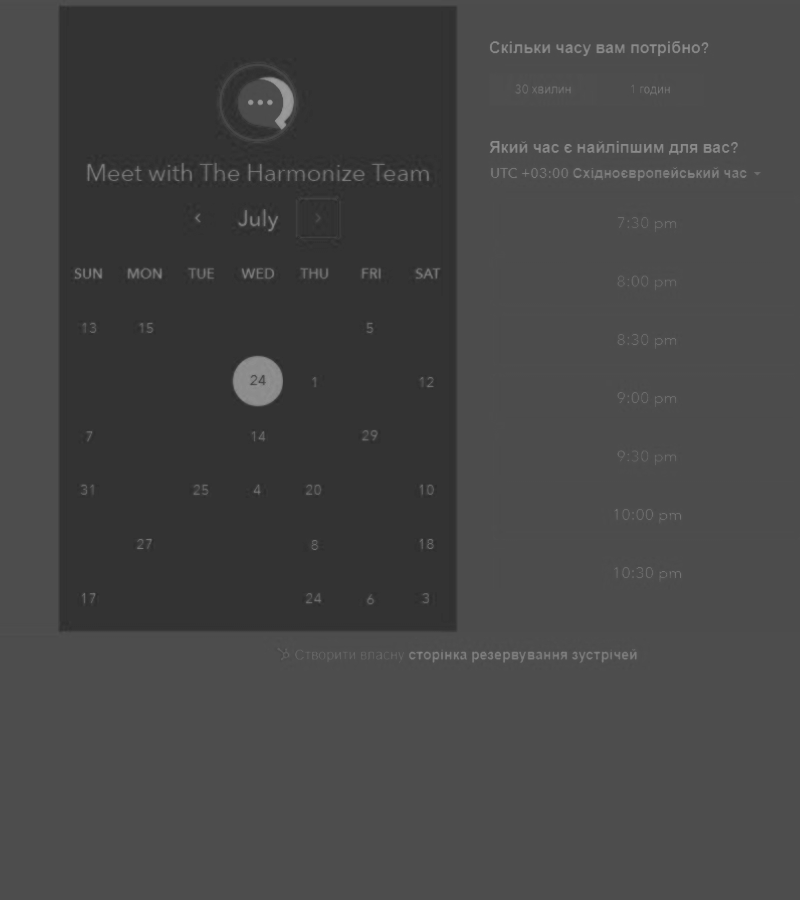 Meet with The Harmonize Team
July
SUN MON TUE WED THU FRI SAT
13 15 5
24 1 12
7 14 29
31 25 4 20 10
27 8 18
17 24 6 3
Скільки часу вам потрібно?
30 хвилин 1 годин
Який час є найліпшим для вас?
UTC +03:00 Східноєвропейський час
7:30 pm
8:00 pm
8:30 pm
9:00 pm
9:30 pm
10:00 pm
10:30 pm
Створити власну сторінка резервування зустрічей